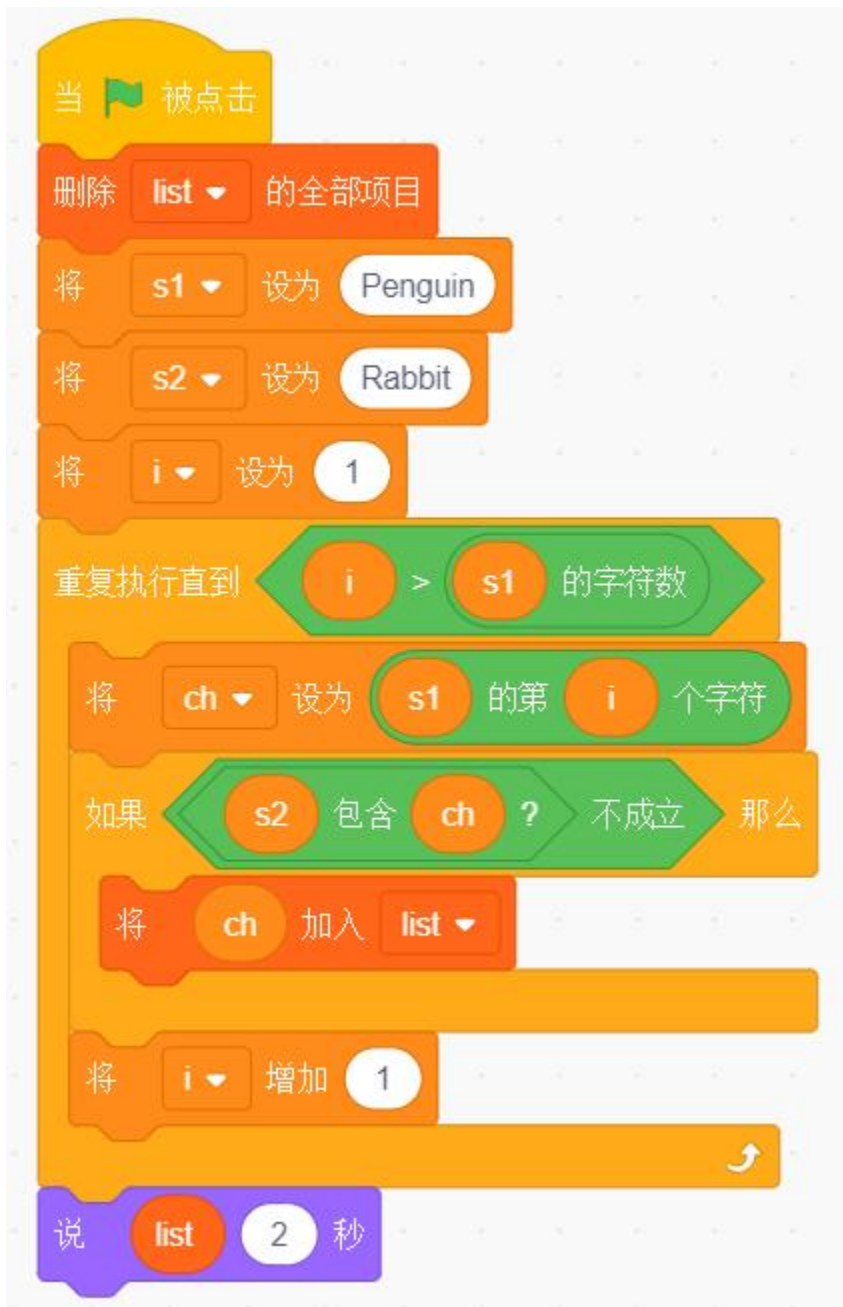 当 被点击
删除 list 的全部项目
将 s1 设为 Penguin
将 s2 设为 Rabbit
将 i 设为 1
重复执行直到 i > s1 的字符数
将 ch 设为 s1 的第 i 个字符
如果 s2 包含 ch ? 不成立 那么
将 ch 加入 list
将 i 增加 1
说 list 2 秒